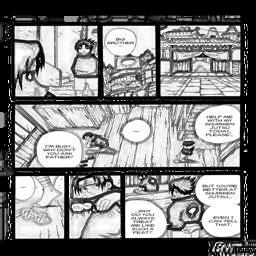 BIG
BROTHER
HELP ME WITH
MY SHURIKEN
JUTSU
TODAY,
PLEASE...
I'M BUSY
WHY DON'T
YOU ASK
FATHER?
BUT YOU'RE
BETTER AT
SHURIKEN
JUTSU...
EVEN I
CAN TELL
THAT.
...WHY
DO YOU
ALWAYS
TREAT
ME LIKE
SUCH A
PEST?